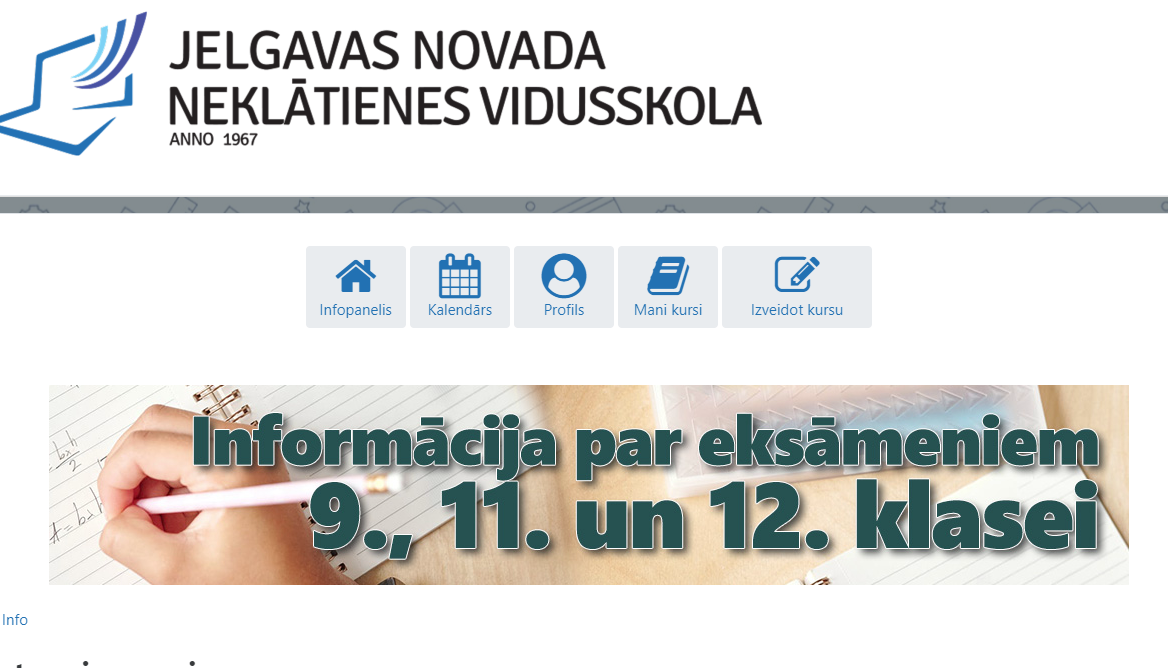 JELGAVAS NOVADA
NEKLĀTIENES VIDUSSKOLA
ANNO 1967
Infopanelis
Kalendārs
Profils
Mani kursi
Izveidot kursu
Informācija par eksāmeniem
9., 11. un 12. klasei
Info